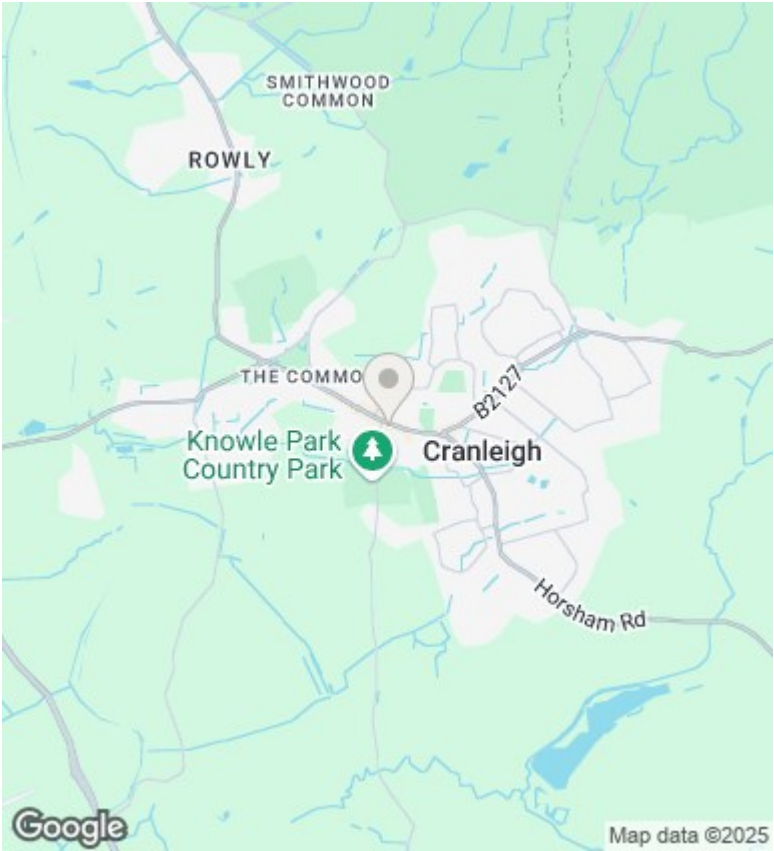 SMITHWOOD
COMMON
ROWLY
THE COMMO
B2127
Knowle Park
Country Park
Cranleigh
Horsham Rd
Google
Map data ©2025